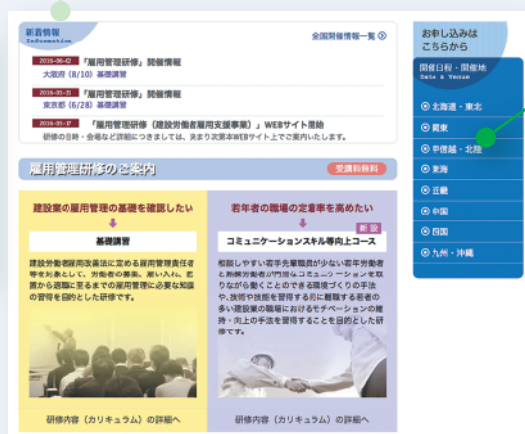 新着情報
Information
全国開催情報一覧
2016-06-02 「雇用管理研修」開催情報
大阪府（8/10）基礎講習
2016-05-31 「雇用管理研修」開催情報
東京都（6/28）基礎講習
2016-05-17 「雇用管理研修（建設労働者雇用支援事業）」WEBサイト開始
研修の日時・会場など詳細につきましては、決まり次第本WEBサイト上でご案内いたします。
雇用管理研修のご案内
受講料無料
建設業の雇用管理の基礎を確認したい
基礎講習
建設労働者雇用改善法に定める雇用管理責任者
等を対象として、労働者の募集、雇い入れ、配
置から退職に至るまでの雇用管理に必要な知識
の習得を目的とした研修です。
研修内容（カリキュラム）の詳細へ
若年者の職場の定着率を高めたい
新設
コミュニケーションスキル等向上コース
相談しやすい若手先輩職員が少ない若年労働者
と熟練労働者が円滑なコミュニケーションを取
りながら働くことのできる環境づくりの手法
や、技術や技能を習得する前に離職する若者の
多い建設業の職場におけるモチベーションの維
持・向上の手法を習得することを目的とした研
修です。
研修内容（カリキュラム）の詳細へ
お申し込みは
こちらから
開催日程・開催地
Date & Venue
北海道・東北
関東
甲信越・北陸
東海
近畿
中国
四国
九州・沖縄